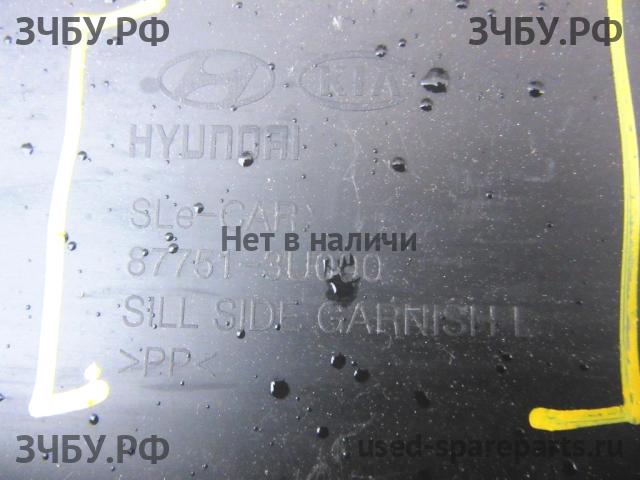 ЗЧБУ.РФ ЗЧБУ.РФ
KIA
HYUNDAI
SLe-CAR
Нет в наличи
87751-3U000
SILL SIDE GARNISH L
>PP<
ЗЧБУ.РФ used-spareparts.ru